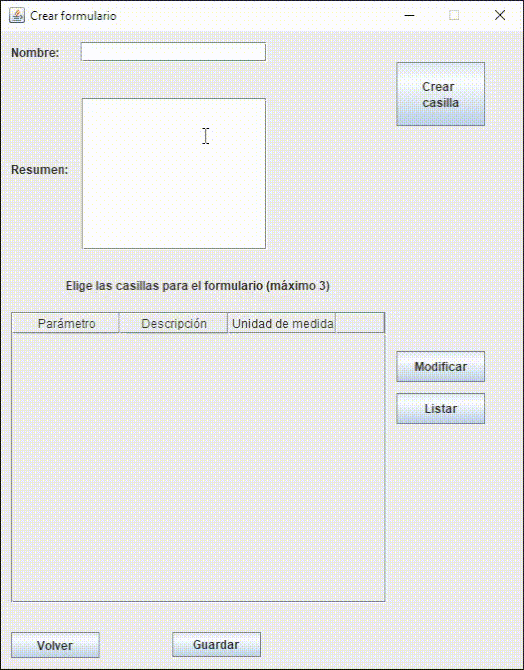 Crear formulario
Nombre:
Crear
casilla
Resumen:
Elige las casillas para el formulario (máximo 3)
Parámetro Descripción Unidad de medida
Modificar
Listar
Volver Guardar